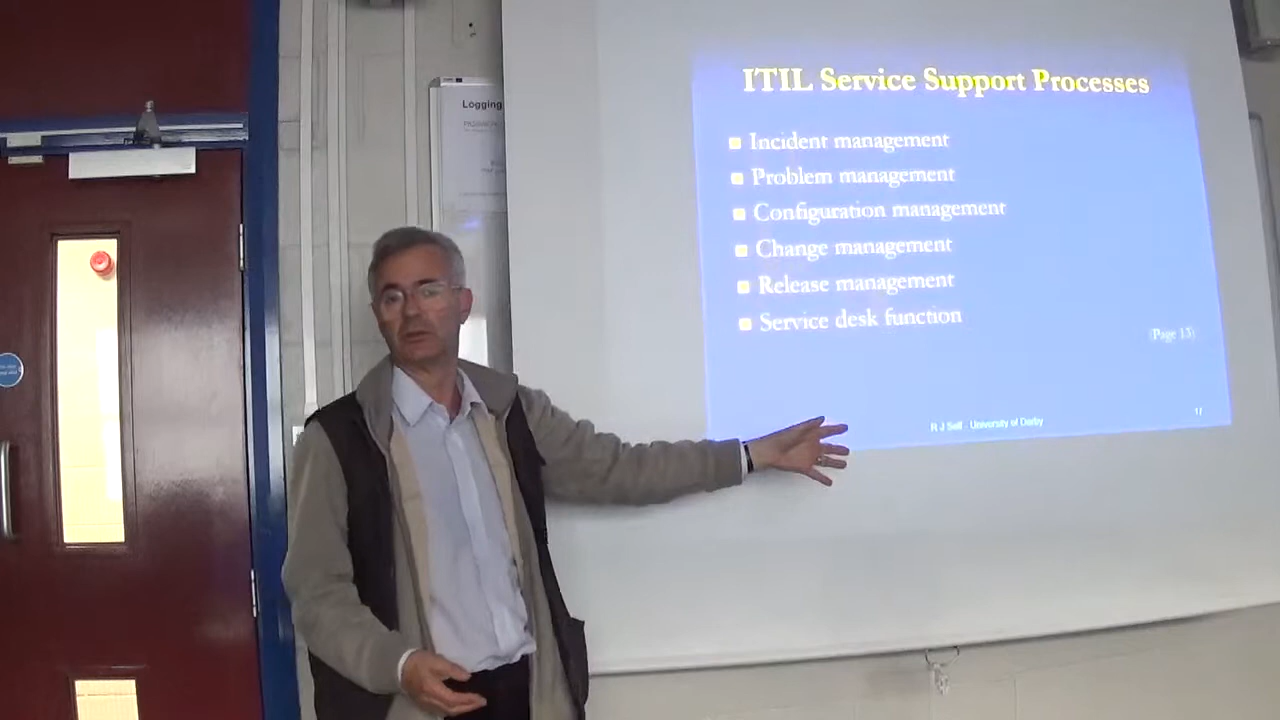 Logging
ITIL Service Support Processes
Incident management
Problem management
Configuration management
Change management
Release management
Service desk function
(Page 13)
R J Self - University of Derby